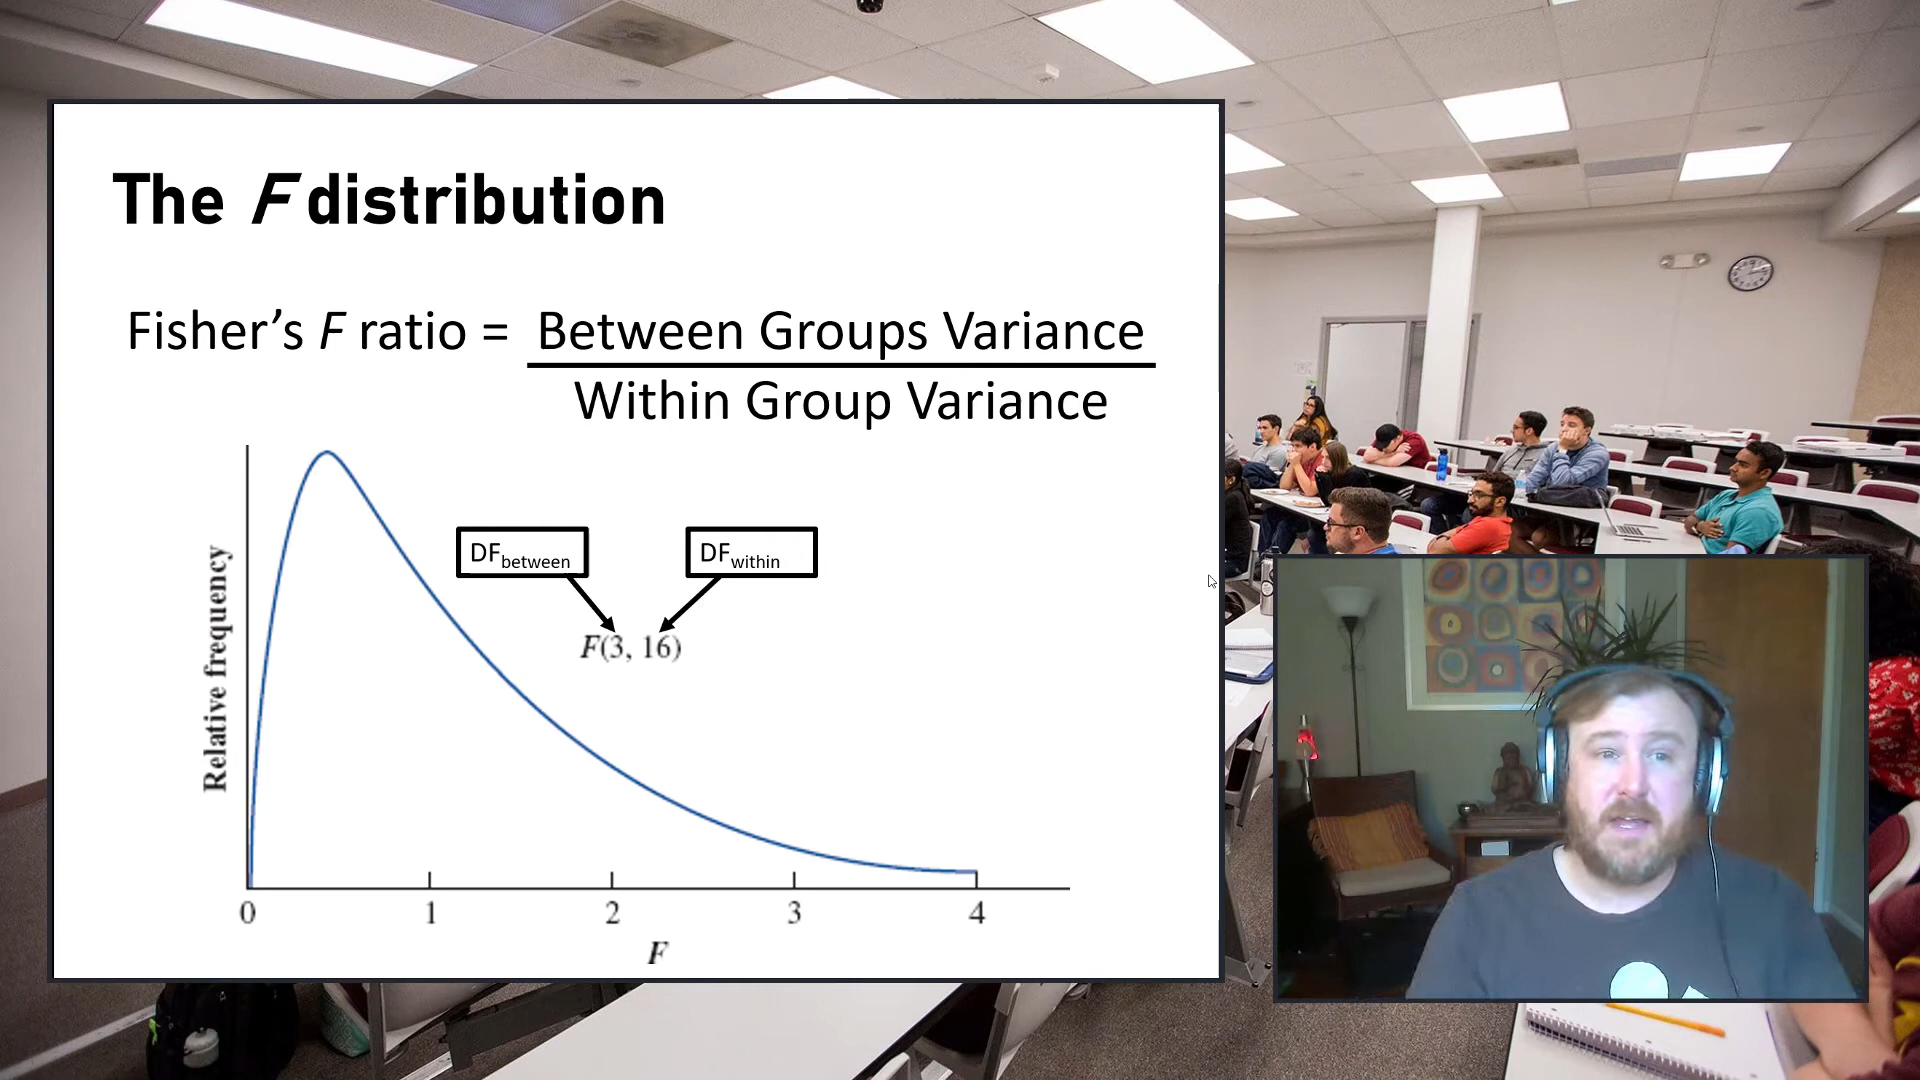 The F distribution
Fisher's F ratio = Between Groups Variance
Within Group Variance
DFbetween
DFwithin
F(3, 16)
Relative frequency
0 1 2 3 4
F